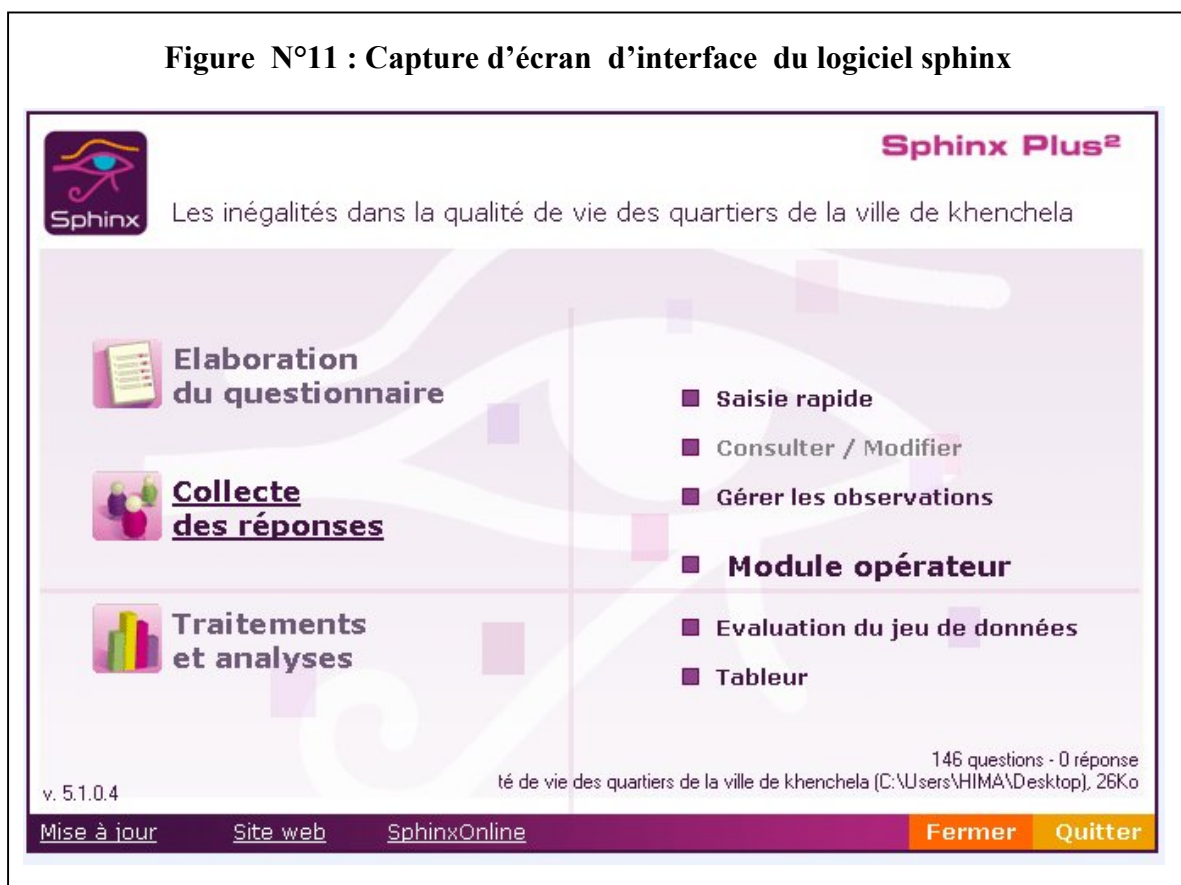 Figure N°11 : Capture d'écran d'interface du logiciel sphinx
Sphinx Plus²
Sphinx
Les inégalités dans la qualité de vie des quartiers de la ville de khenchela
Elaboration
du questionnaire
Collecte
des réponses
Traitements
et analyses
Saisie rapide
Consulter / Modifier
Gérer les observations
Module opérateur
Evaluation du jeu de données
Tableur
146 questions - 0 réponse
té de vie des quartiers de la ville de khenchela (C:\Users\HIMA\Desktop), 26Ko
v. 5.1.0.4
Mise à jour
Site web
SphinxOnline
Fermer
Quitter